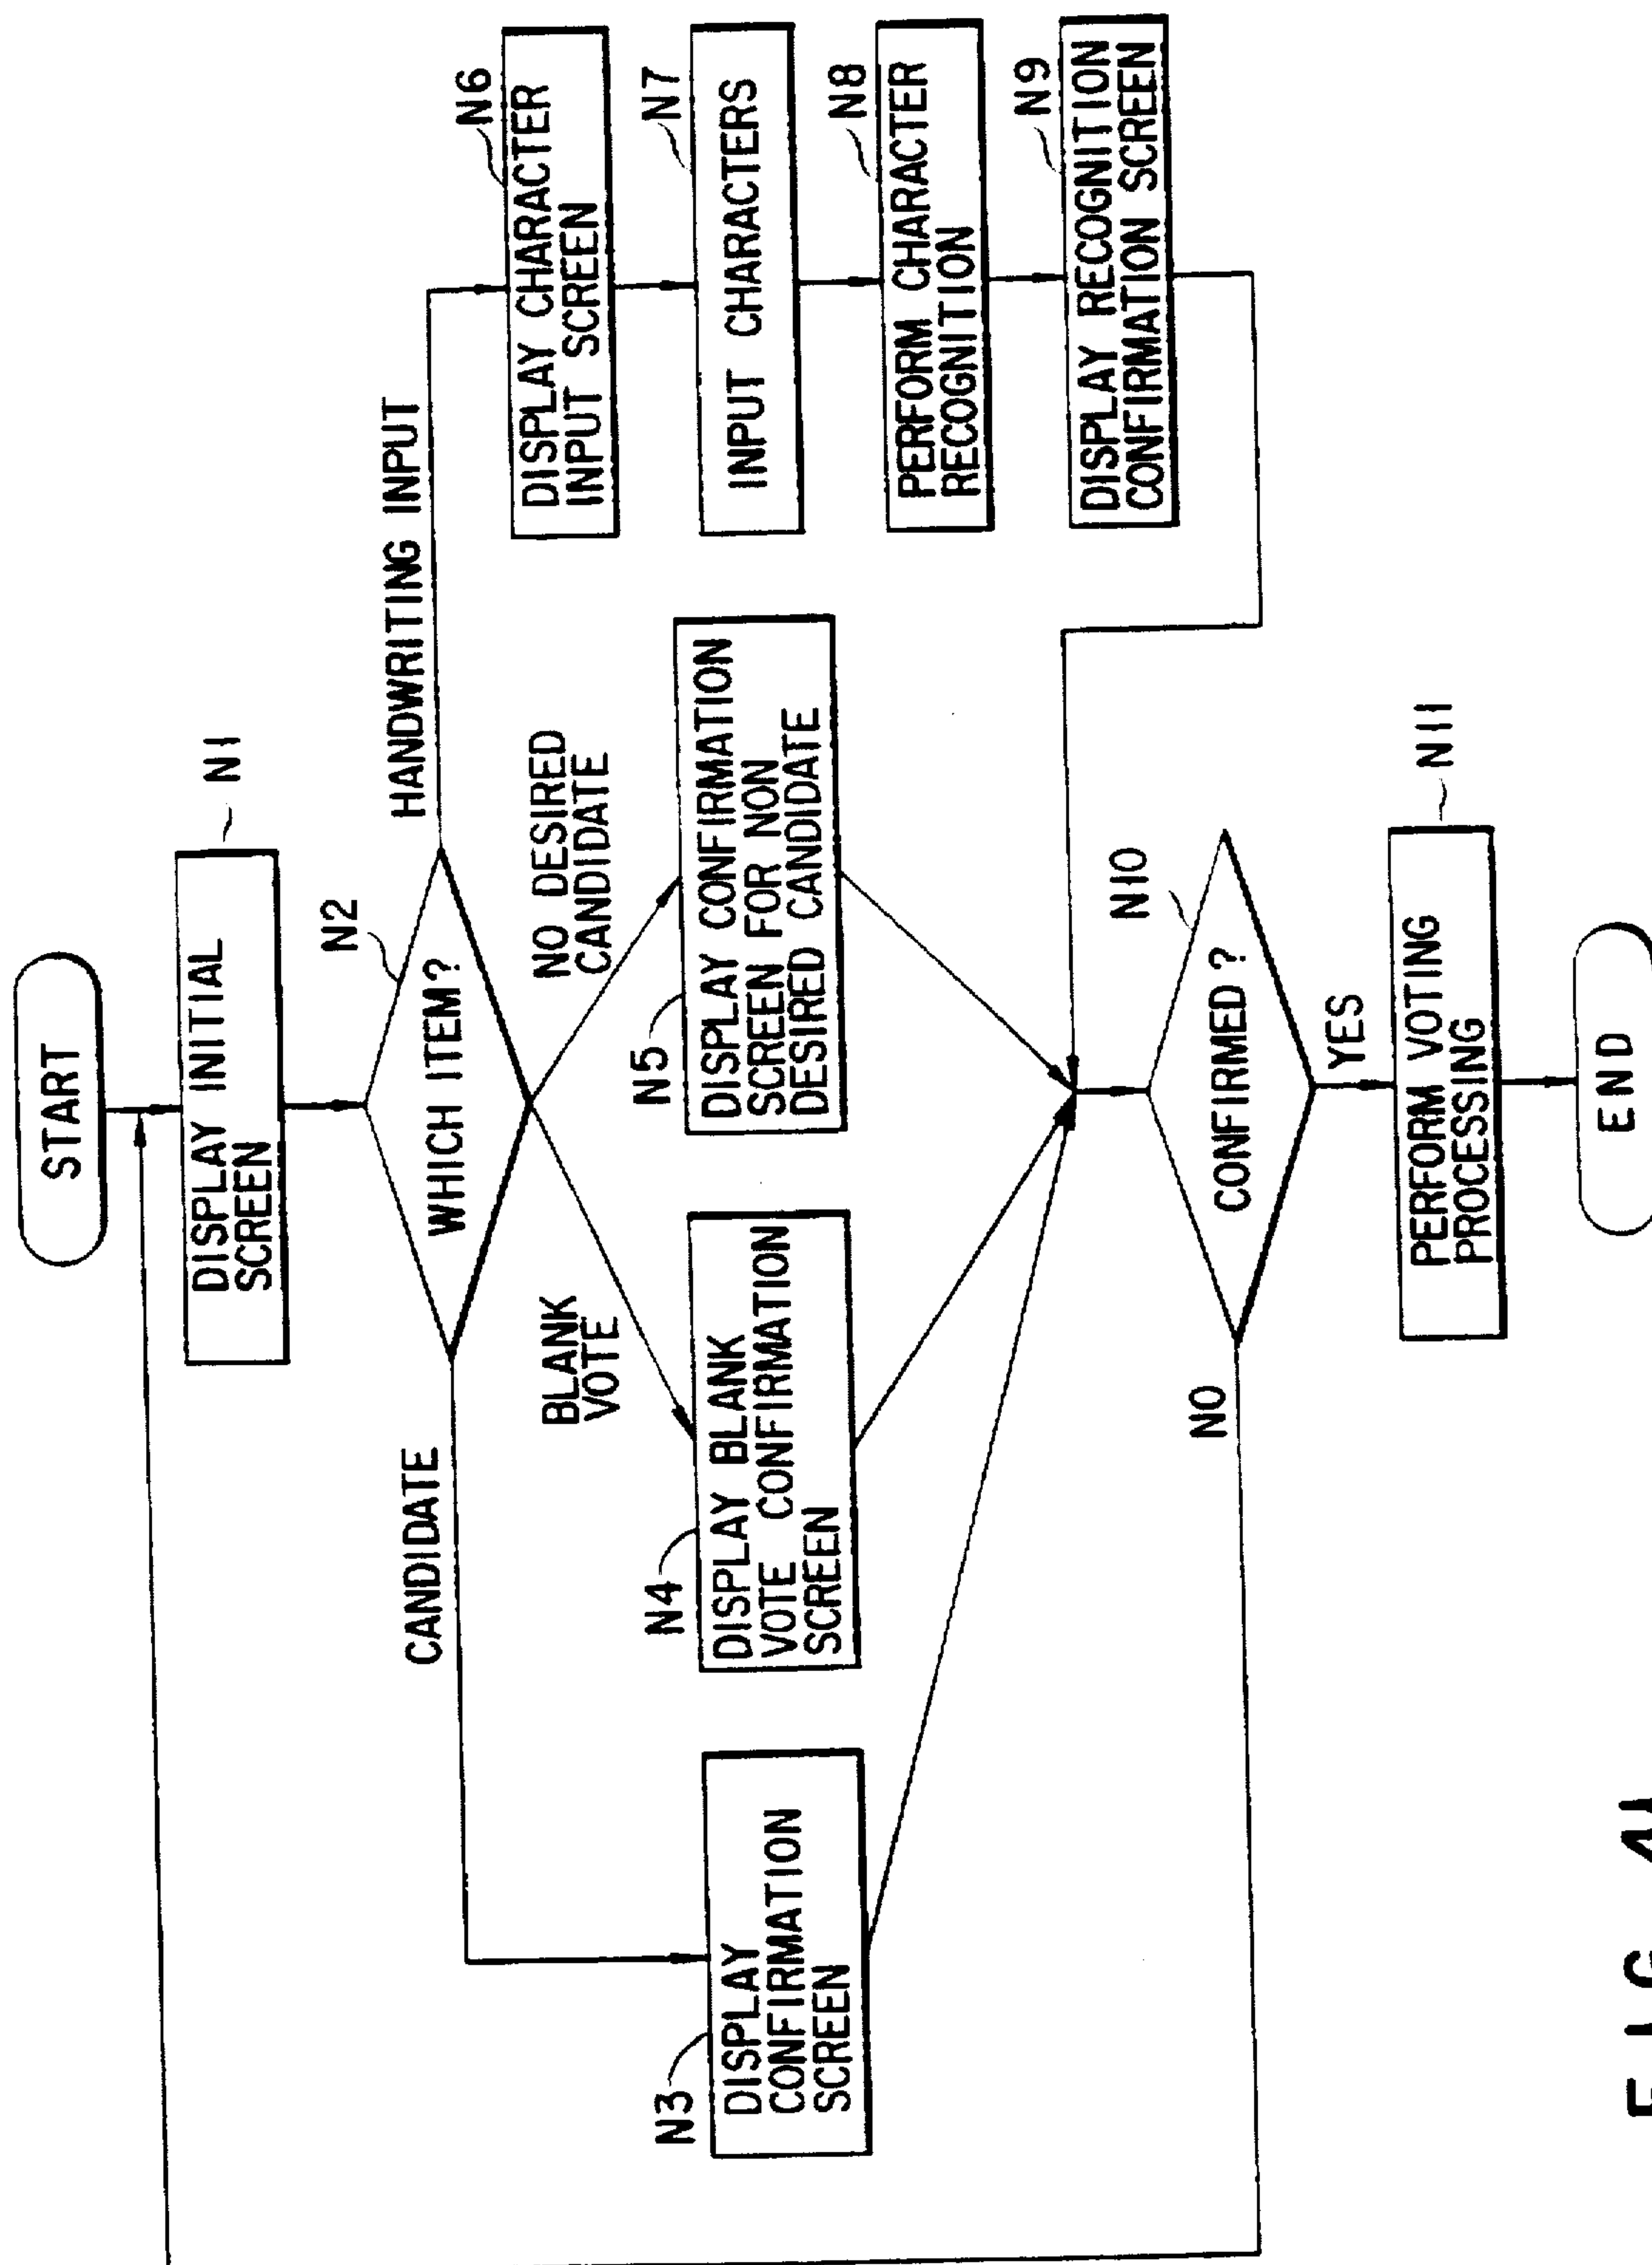 START
DISPLAY INITIAL
SCREEN
N1
WHICH ITEM?
N2
CANDIDATE
BLANK
VOTE
NO DESIRED
CANDIDATE
HANDWRITING INPUT
N3
DISPLAY
CONFIRMATION
SCREEN
N4
DISPLAY BLANK
VOTE CONFIRMATION
SCREEN
N5
DISPLAY CONFIRMATION
SCREEN FOR NON
DESIRED CANDIDATE
N6
DISPLAY CHARACTER
INPUT SCREEN
N7
INPUT CHARACTERS
N8
PERFORM CHARACTER
RECOGNITION
N9
DISPLAY RECOGNITION
CONFIRMATION SCREEN
N10
CONFIRMED?
NO
YES
N11
PERFORM VOTING
PROCESSING
END